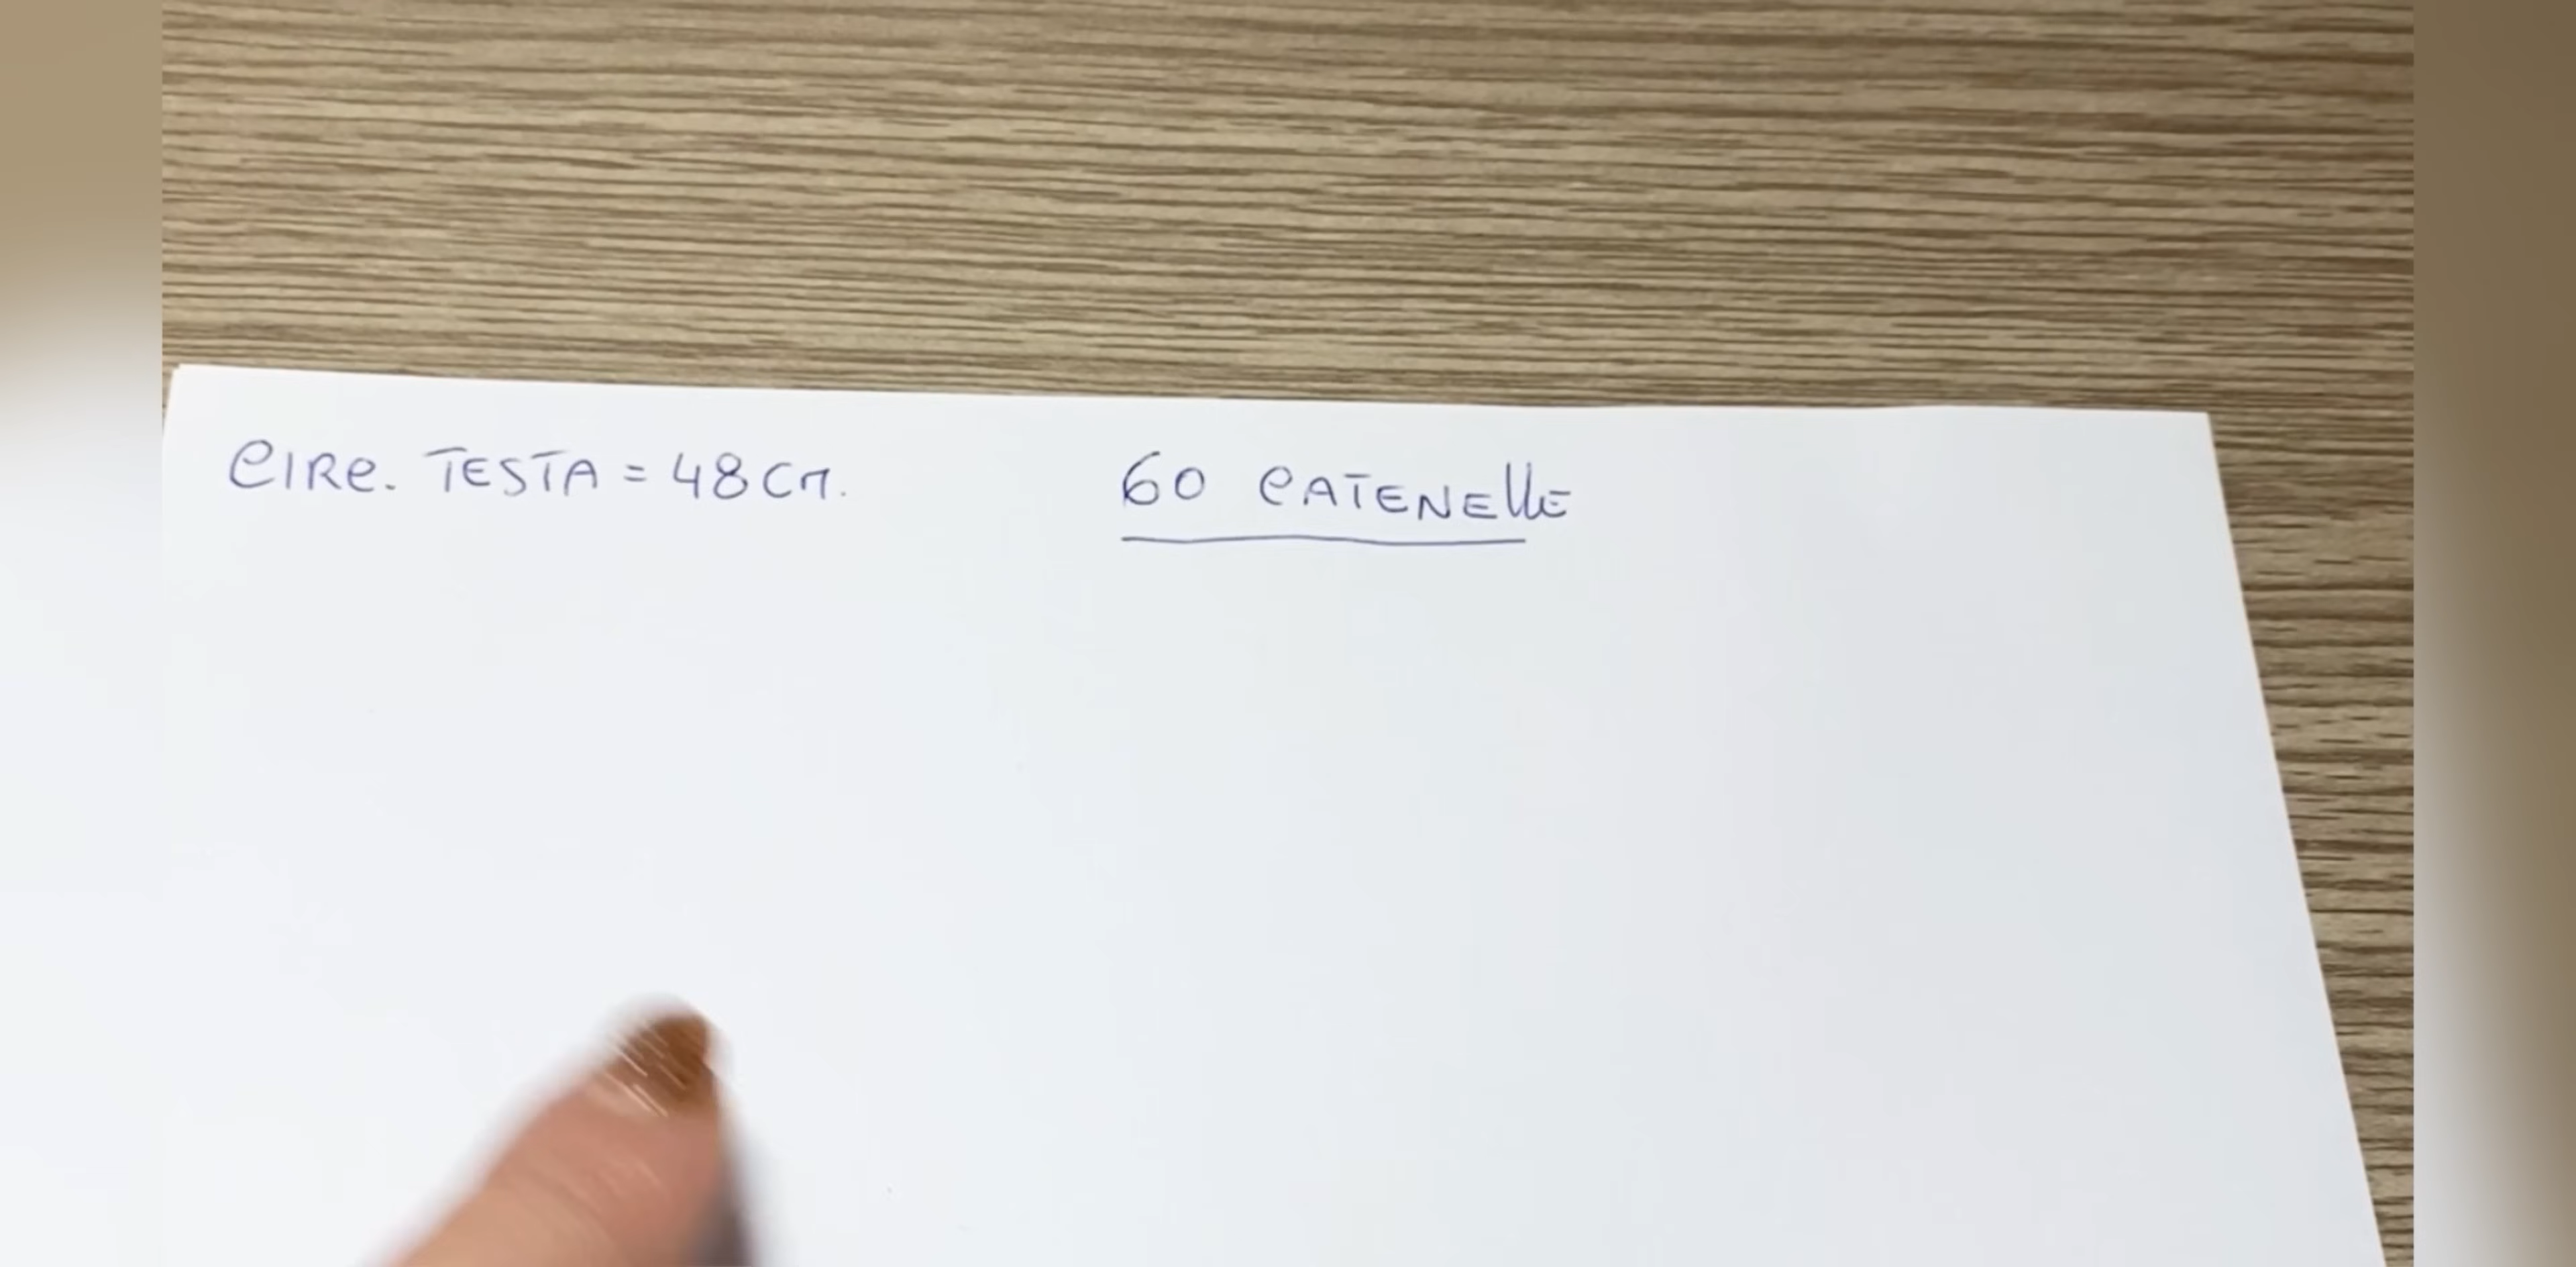 CIRC. TESTA = 48 CM.
60 CATENELLE